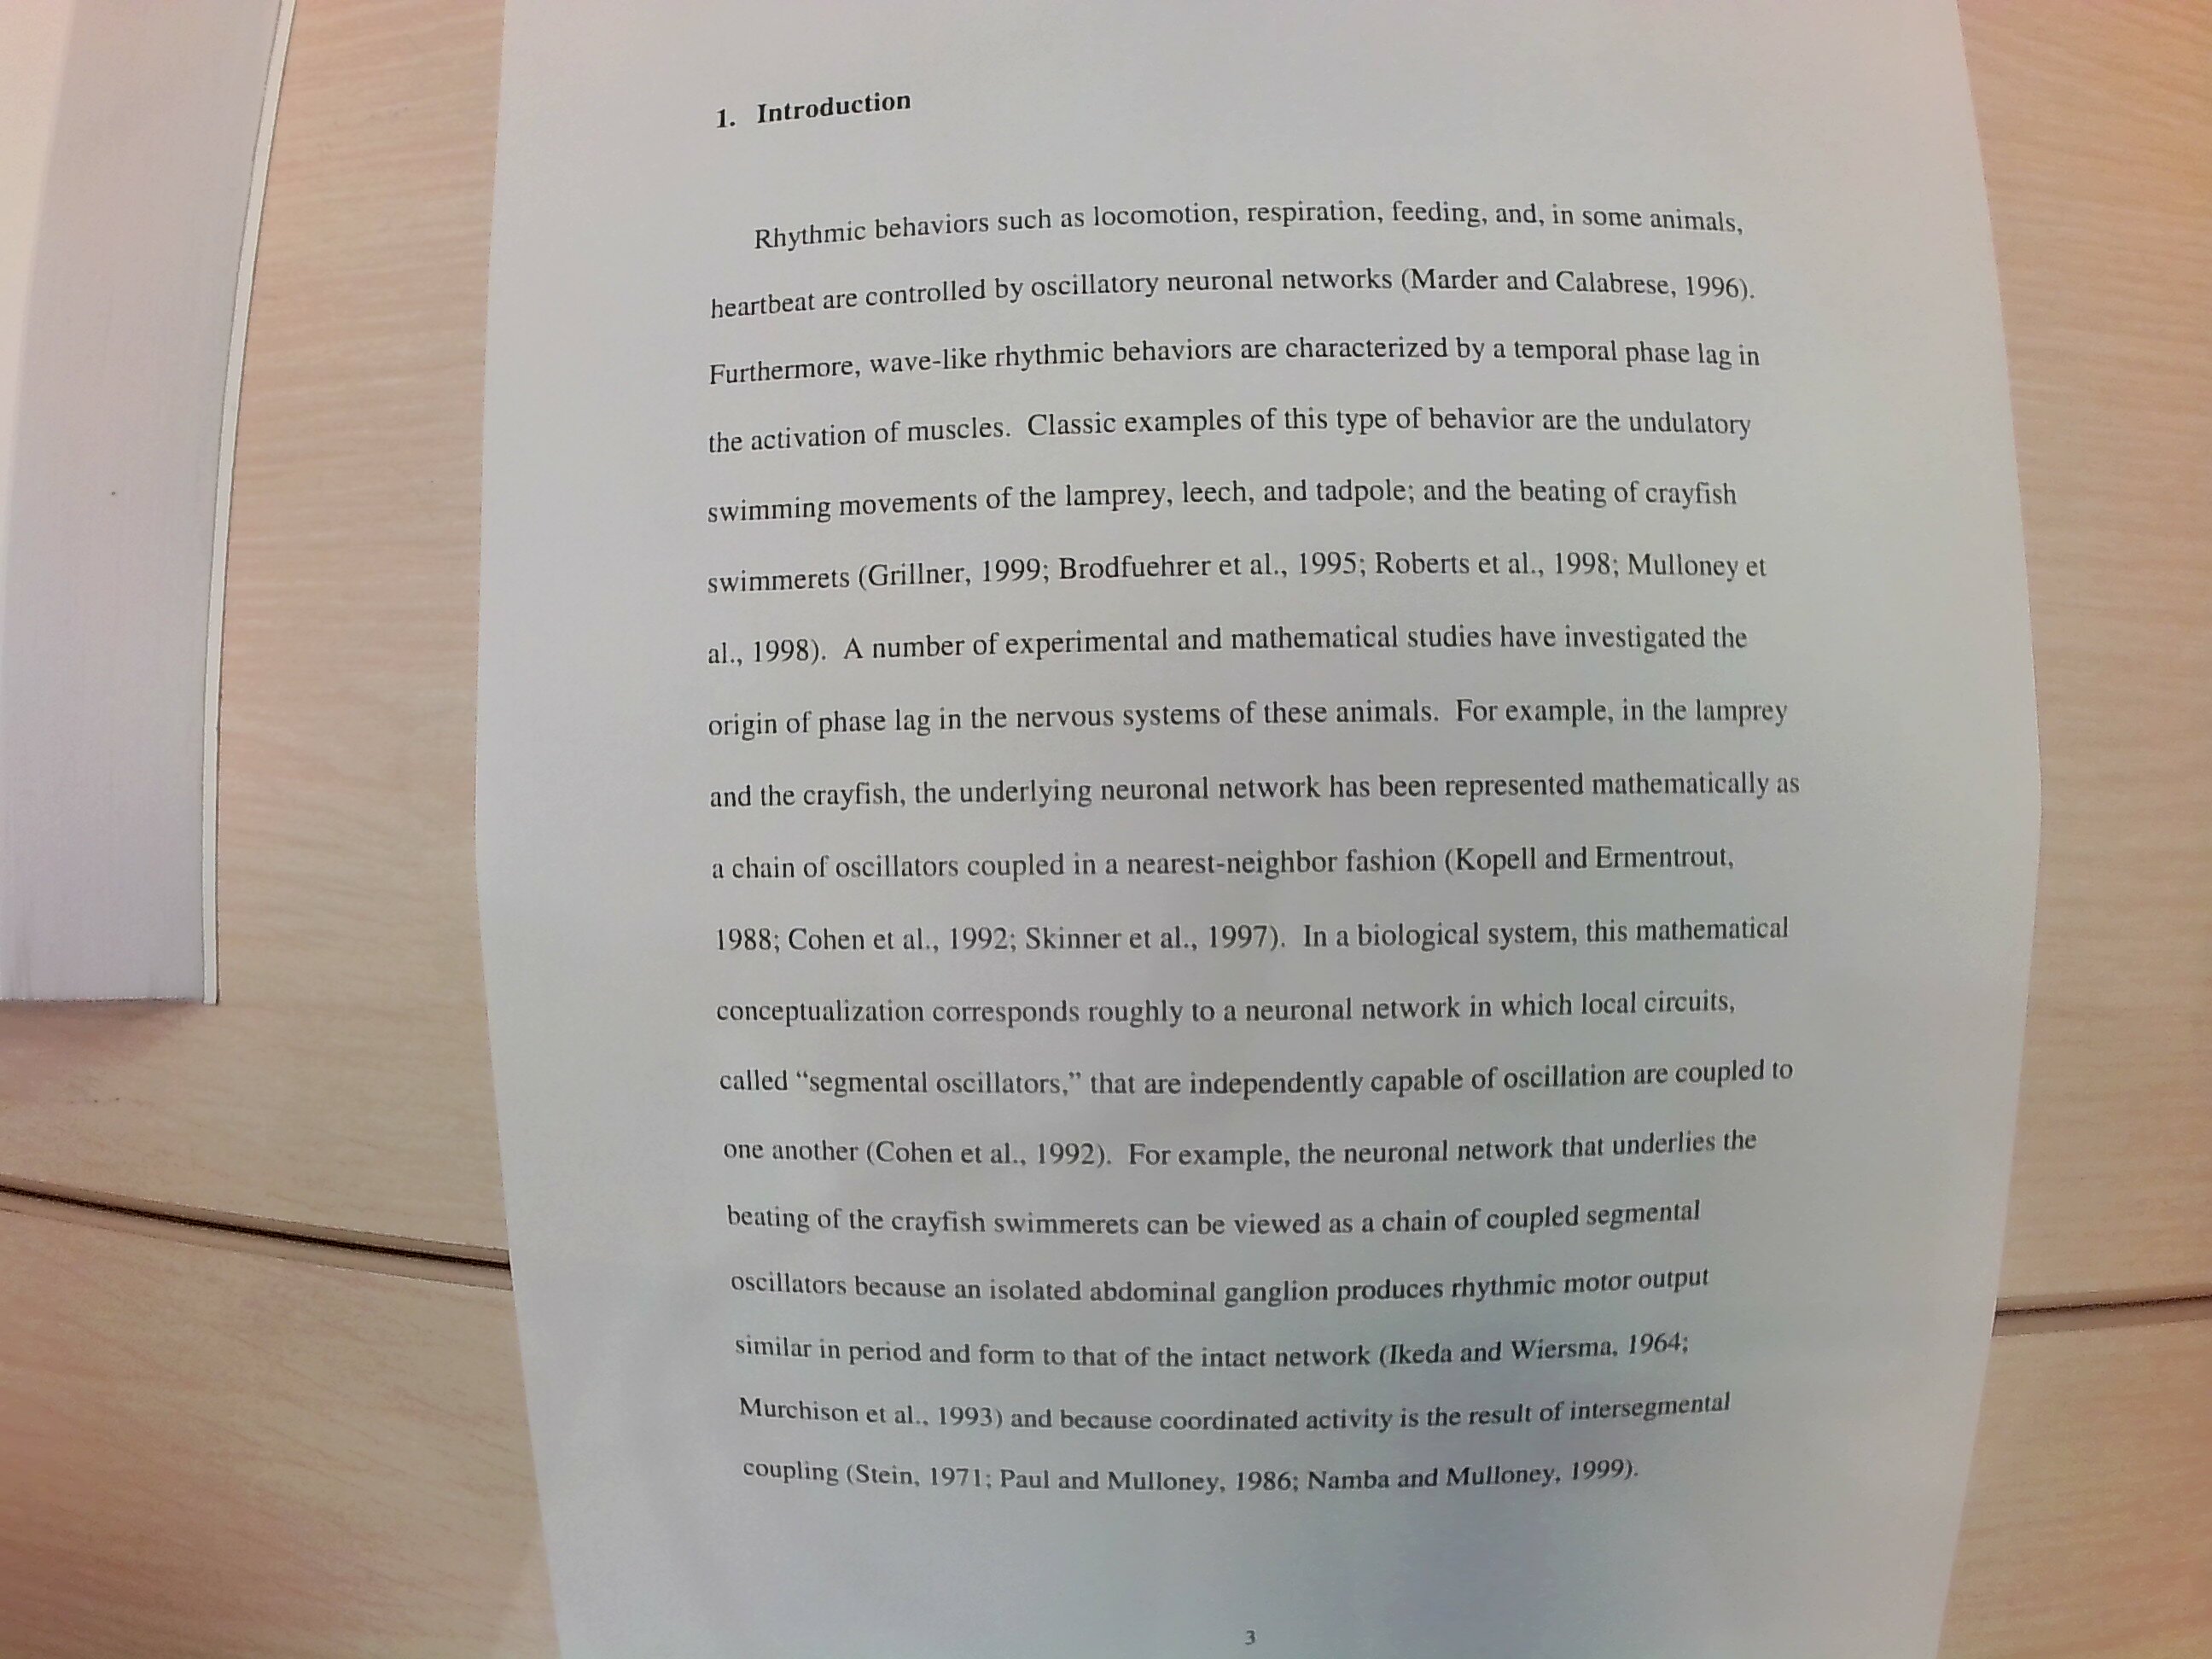 1. Introduction
Rhythmic behaviors such as locomotion, respiration, feeding, and, in some animals,
heartbeat are controlled by oscillatory neuronal networks (Marder and Calabrese, 1996).
Furthermore, wave-like rhythmic behaviors are characterized by a temporal phase lag in
the activation of muscles. Classic examples of this type of behavior are the undulatory
swimming movements of the lamprey, leech, and tadpole; and the beating of crayfish
swimmerets (Grillner, 1999; Brodfuehrer et al., 1995; Roberts et al., 1998; Mulloney et
al., 1998). A number of experimental and mathematical studies have investigated the
origin of phase lag in the nervous systems of these animals. For example, in the lamprey
and the crayfish, the underlying neuronal network has been represented mathematically as
a chain of oscillators coupled in a nearest-neighbor fashion (Kopell and Ermentrout,
1988; Cohen et al., 1992; Skinner et al., 1997). In a biological system, this mathematical
conceptualization corresponds roughly to a neuronal network in which local circuits,
called “segmental oscillators,” that are independently capable of oscillation are coupled to
one another (Cohen et al., 1992). For example, the neuronal network that underlies the
beating of the crayfish swimmerets can be viewed as a chain of coupled segmental
oscillators because an isolated abdominal ganglion produces rhythmic motor output
similar in period and form to that of the intact network (Ikeda and Wiersma, 1964;
Murchison et al., 1993) and because coordinated activity is the result of intersegmental
coupling (Stein, 1971; Paul and Mulloney, 1986; Namba and Mulloney, 1999).
3